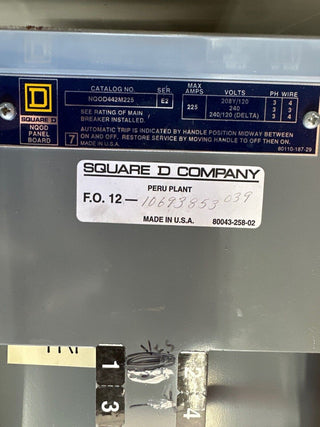 CATALOG NO. SER. MAX AMPS VOLTS PH WIRE
NQOD442M225 E2 225 208Y/120 3 4
240 3 3
240/120 (DELTA) 3 4
SEE RATING OF MAIN
BREAKER INSTALLED.
D
SQUARE D
NQOD
PANEL
BOARD
7 AUTOMATIC TRIP IS INDICATED BY HANDLE POSITION MIDWAY BETWEEN
ON AND OFF. RESTORE SERVICE BY MOVING HANDLE TO OFF THEN ON.
MADE IN U.S.A. 80110-187-29
SQUARE D COMPANY
PERU PLANT
F.O. 12—10693853039
MADE IN U.S.A. 80043-258-02
1 2
3 4